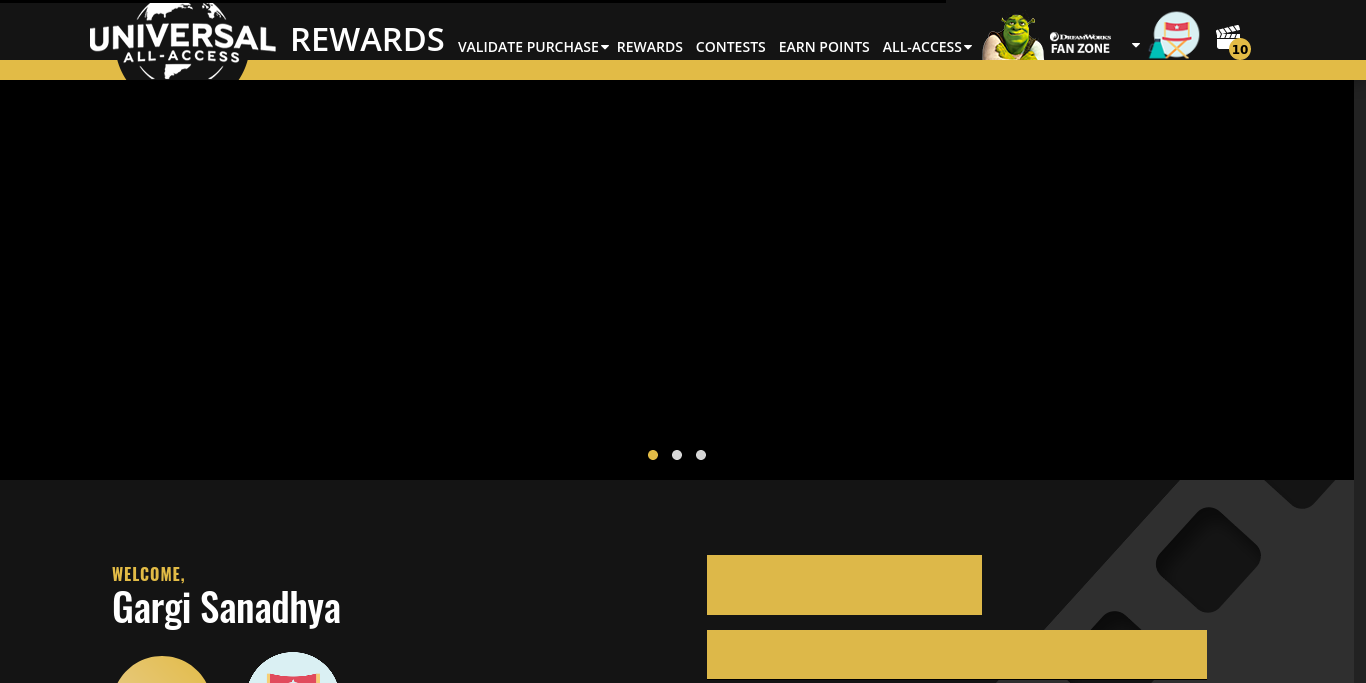 UNIVERSAL
ALL-ACCESS
REWARDS
VALIDATE PURCHASE
REWARDS
CONTESTS
EARN POINTS
ALL-ACCESS
DREAMWORKS
FAN ZONE
10
WELCOME,
Gargi Sanadhya